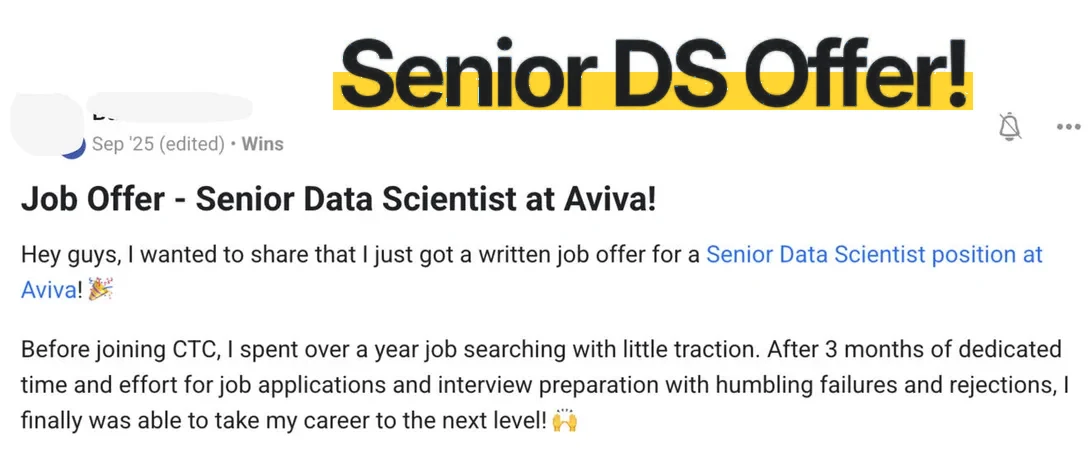 Senior DS Offer!
Sep '25 (edited) • Wins
Job Offer - Senior Data Scientist at Aviva!
Hey guys, I wanted to share that I just got a written job offer for a Senior Data Scientist position at
Aviva! 🎉
Before joining CTC, I spent over a year job searching with little traction. After 3 months of dedicated
time and effort for job applications and interview preparation with humbling failures and rejections, I
finally was able to take my career to the next level! 🙌